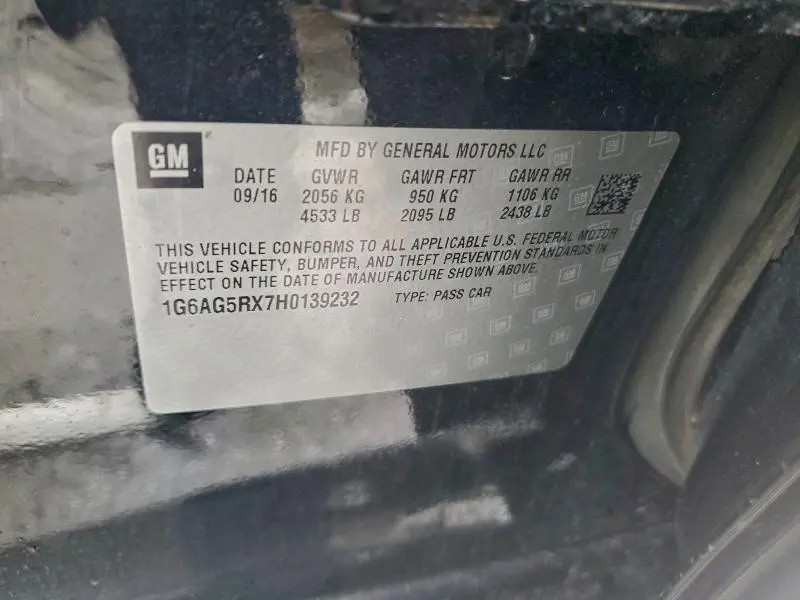 GM
MFD BY GENERAL MOTORS LLC
DATE GVWR GAWR FRT GAWR RR
09/16 2056 KG 950 KG 1106 KG
4533 LB 2095 LB 2438 LB
THIS VEHICLE CONFORMS TO ALL APPLICABLE U.S. FEDERAL MOTOR
VEHICLE SAFETY, BUMPER, AND THEFT PREVENTION STANDARDS IN
EFFECT ON THE DATE OF MANUFACTURE SHOWN ABOVE.
1G6AG5RX7H0139232 TYPE: PASS CAR